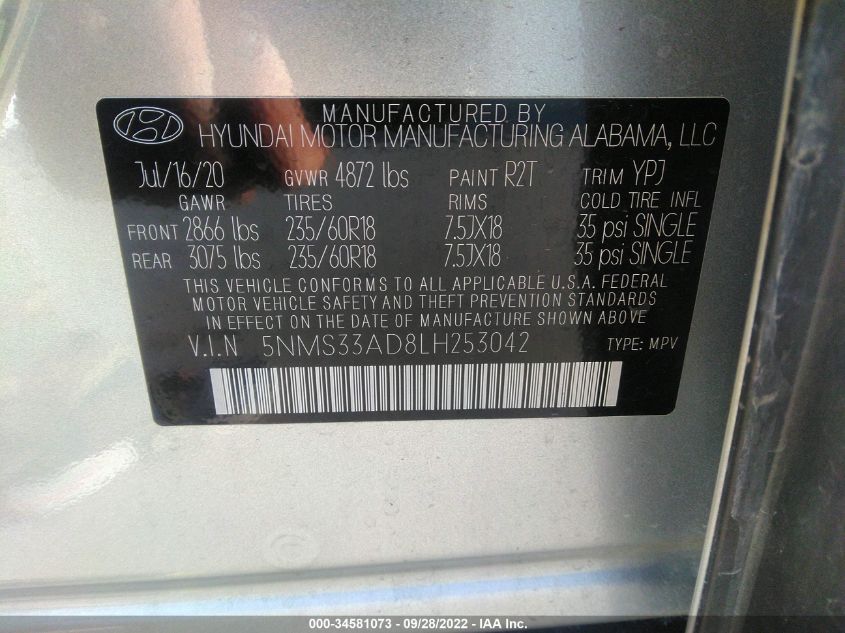 MANUFACTURED BY
HYUNDAI MOTOR MANUFACTURING ALABAMA, LLC
Jul/16/20 GVWR 4872 lbs PAINT R2T TRIM YPJ
GAWR TIRES RIMS COLD TIRE INFL
FRONT 2866 lbs 235/60R18 7.5JX18 35 psi SINGLE
REAR 3075 lbs 235/60R18 7.5JX18 35 psi SINGLE
THIS VEHICLE CONFORMS TO ALL APPLICABLE U.S.A. FEDERAL
MOTOR VEHICLE SAFETY AND THEFT PREVENTION STANDARDS
IN EFFECT ON THE DATE OF MANUFACTURE SHOWN ABOVE
V.I.N 5NMS33AD8LH253042 TYPE: MPV
000-34581073 - 09/28/2022 - IAA Inc.